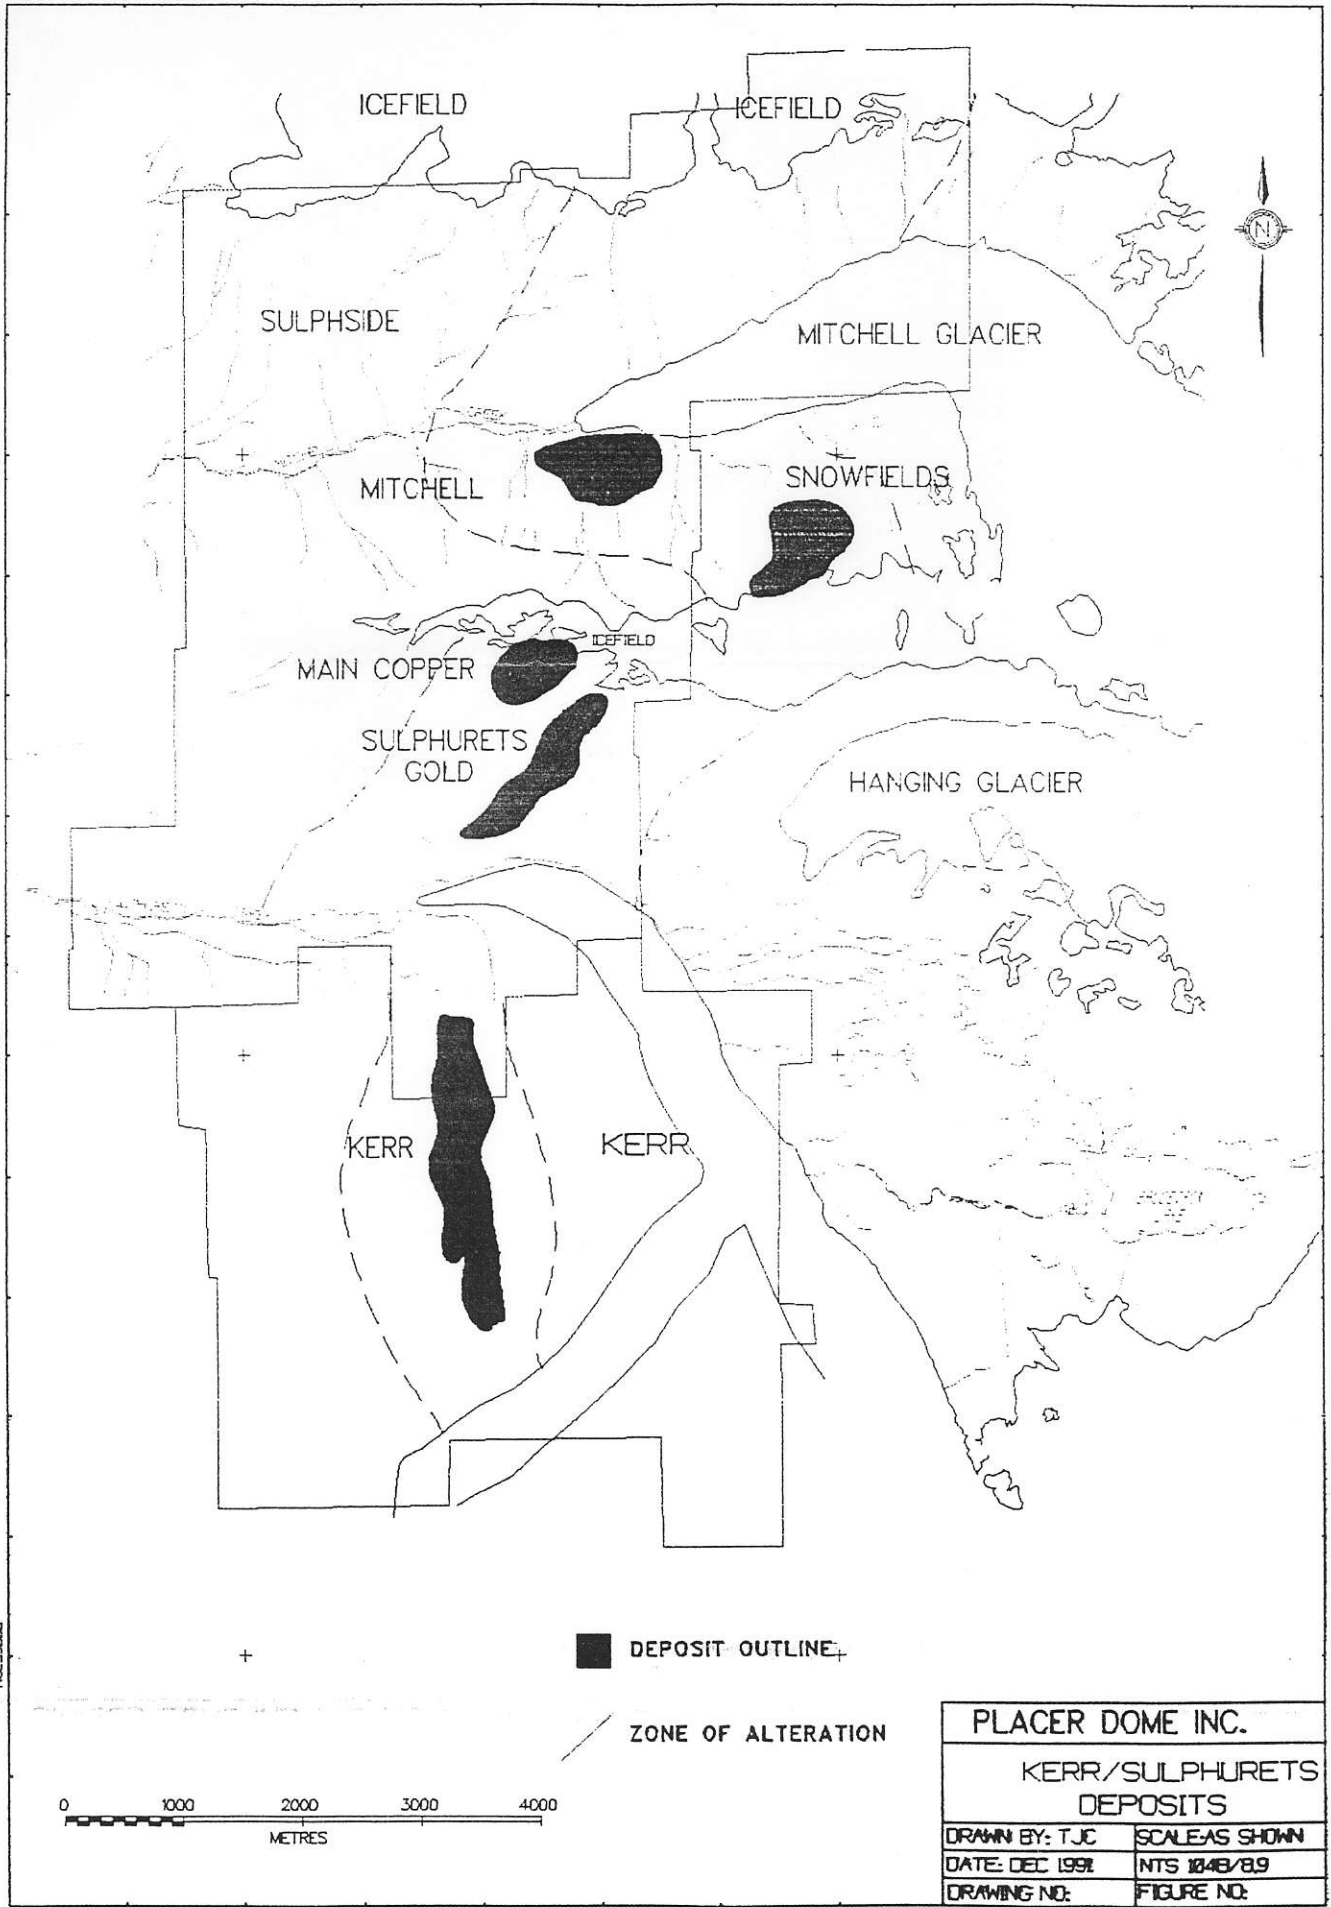 ICEFIELD
ICEFIELD
N
SULPHSIDE
MITCHELL GLACIER
CREEK
MITCHELL
SNOWFIELDS
ICEFIELD
MAIN COPPER
SULPHURETS
GOLD
HANGING GLACIER
KERR
KERR
DEPOSIT OUTLINE
ZONE OF ALTERATION
0 1000 2000 3000 4000
METRES
PLACER DOME INC.
KERR/SULPHURETS
DEPOSITS
DRAWN BY: TJC
SCALE:AS SHOWN
DATE: DEC 1991
NTS 104B/8,9
DRAWING NO:
FIGURE NO: